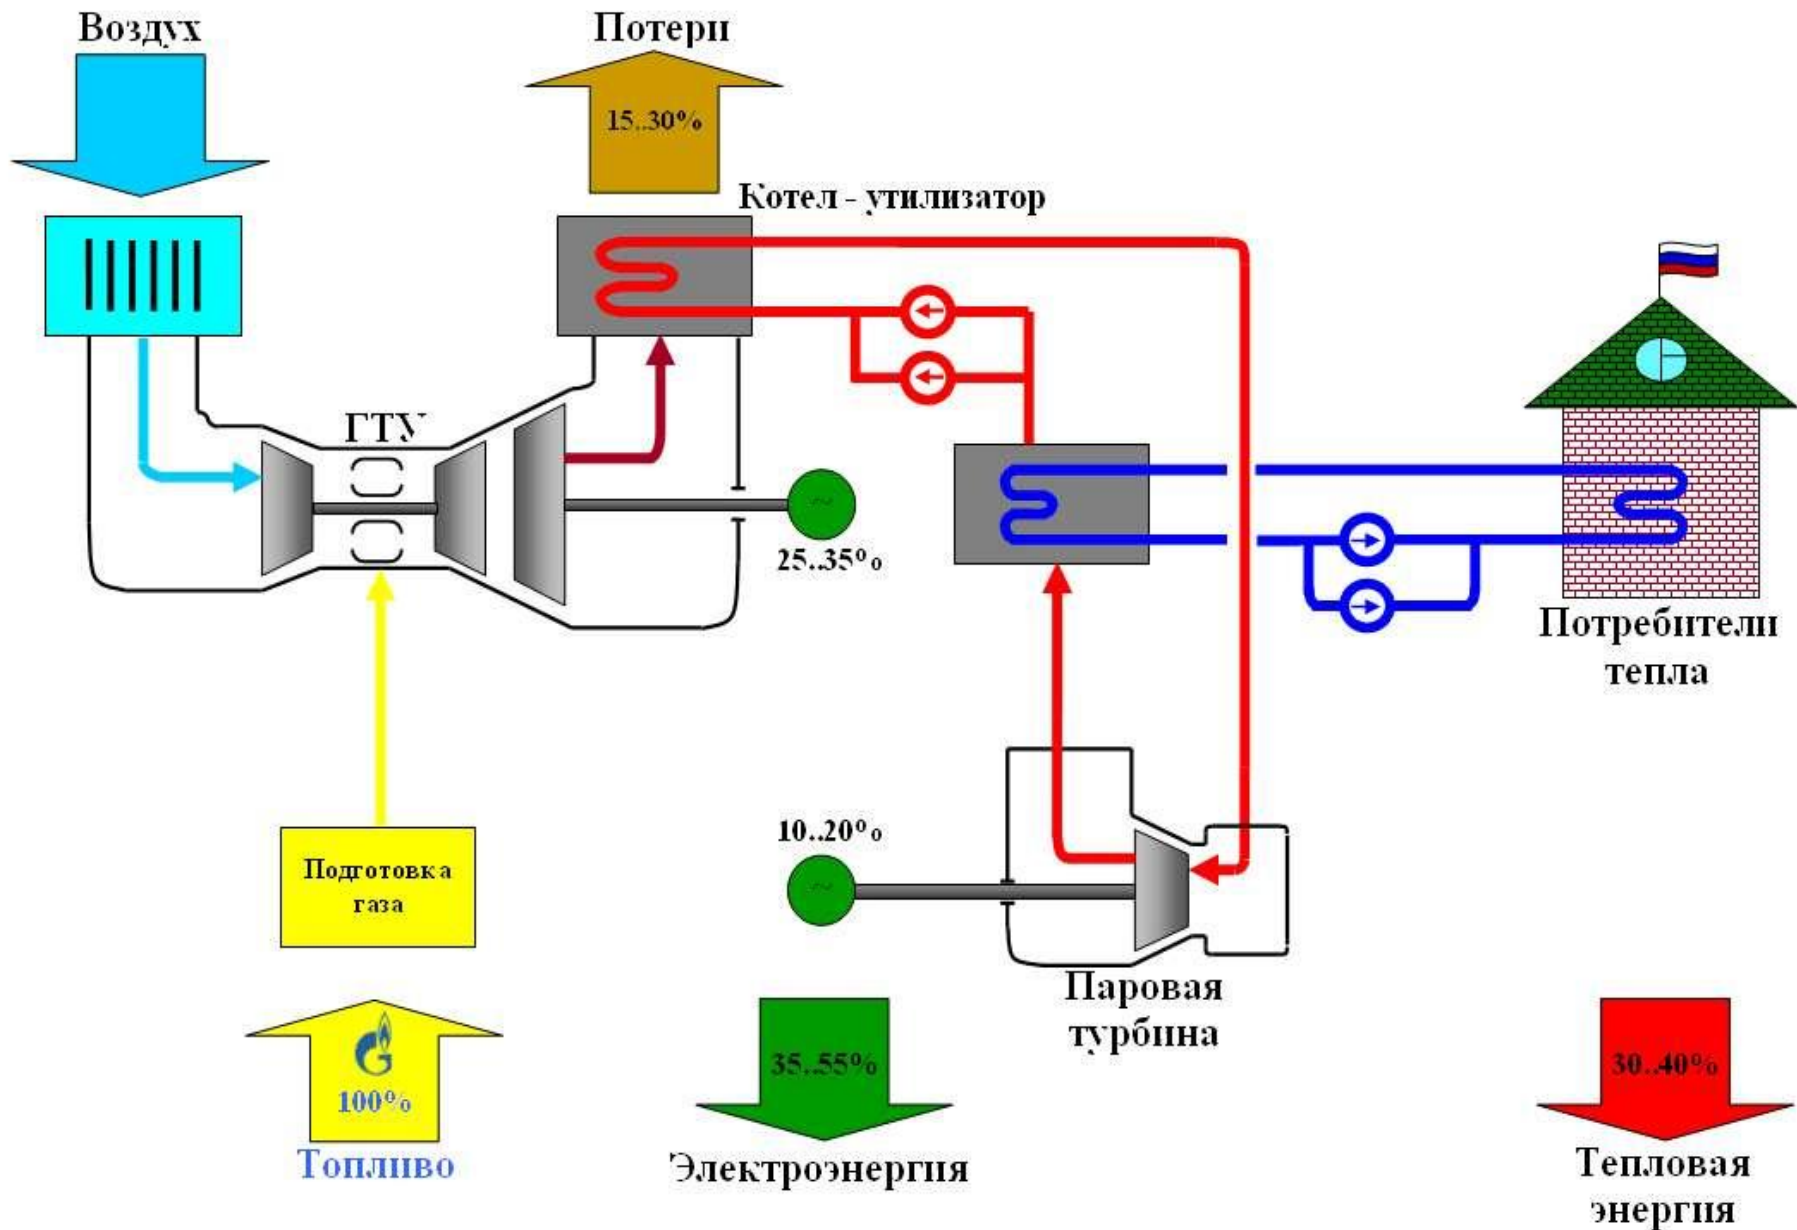 Воздух
Потери
15..30%
Котел - утилизатор
ГТУ
25..35%
Потребители
тепла
10..20%
Подготовка
газа
Паровая
турбина
35..55%
30..40%
100%
Топливо
Электроэнергия
Тепловая
энергия